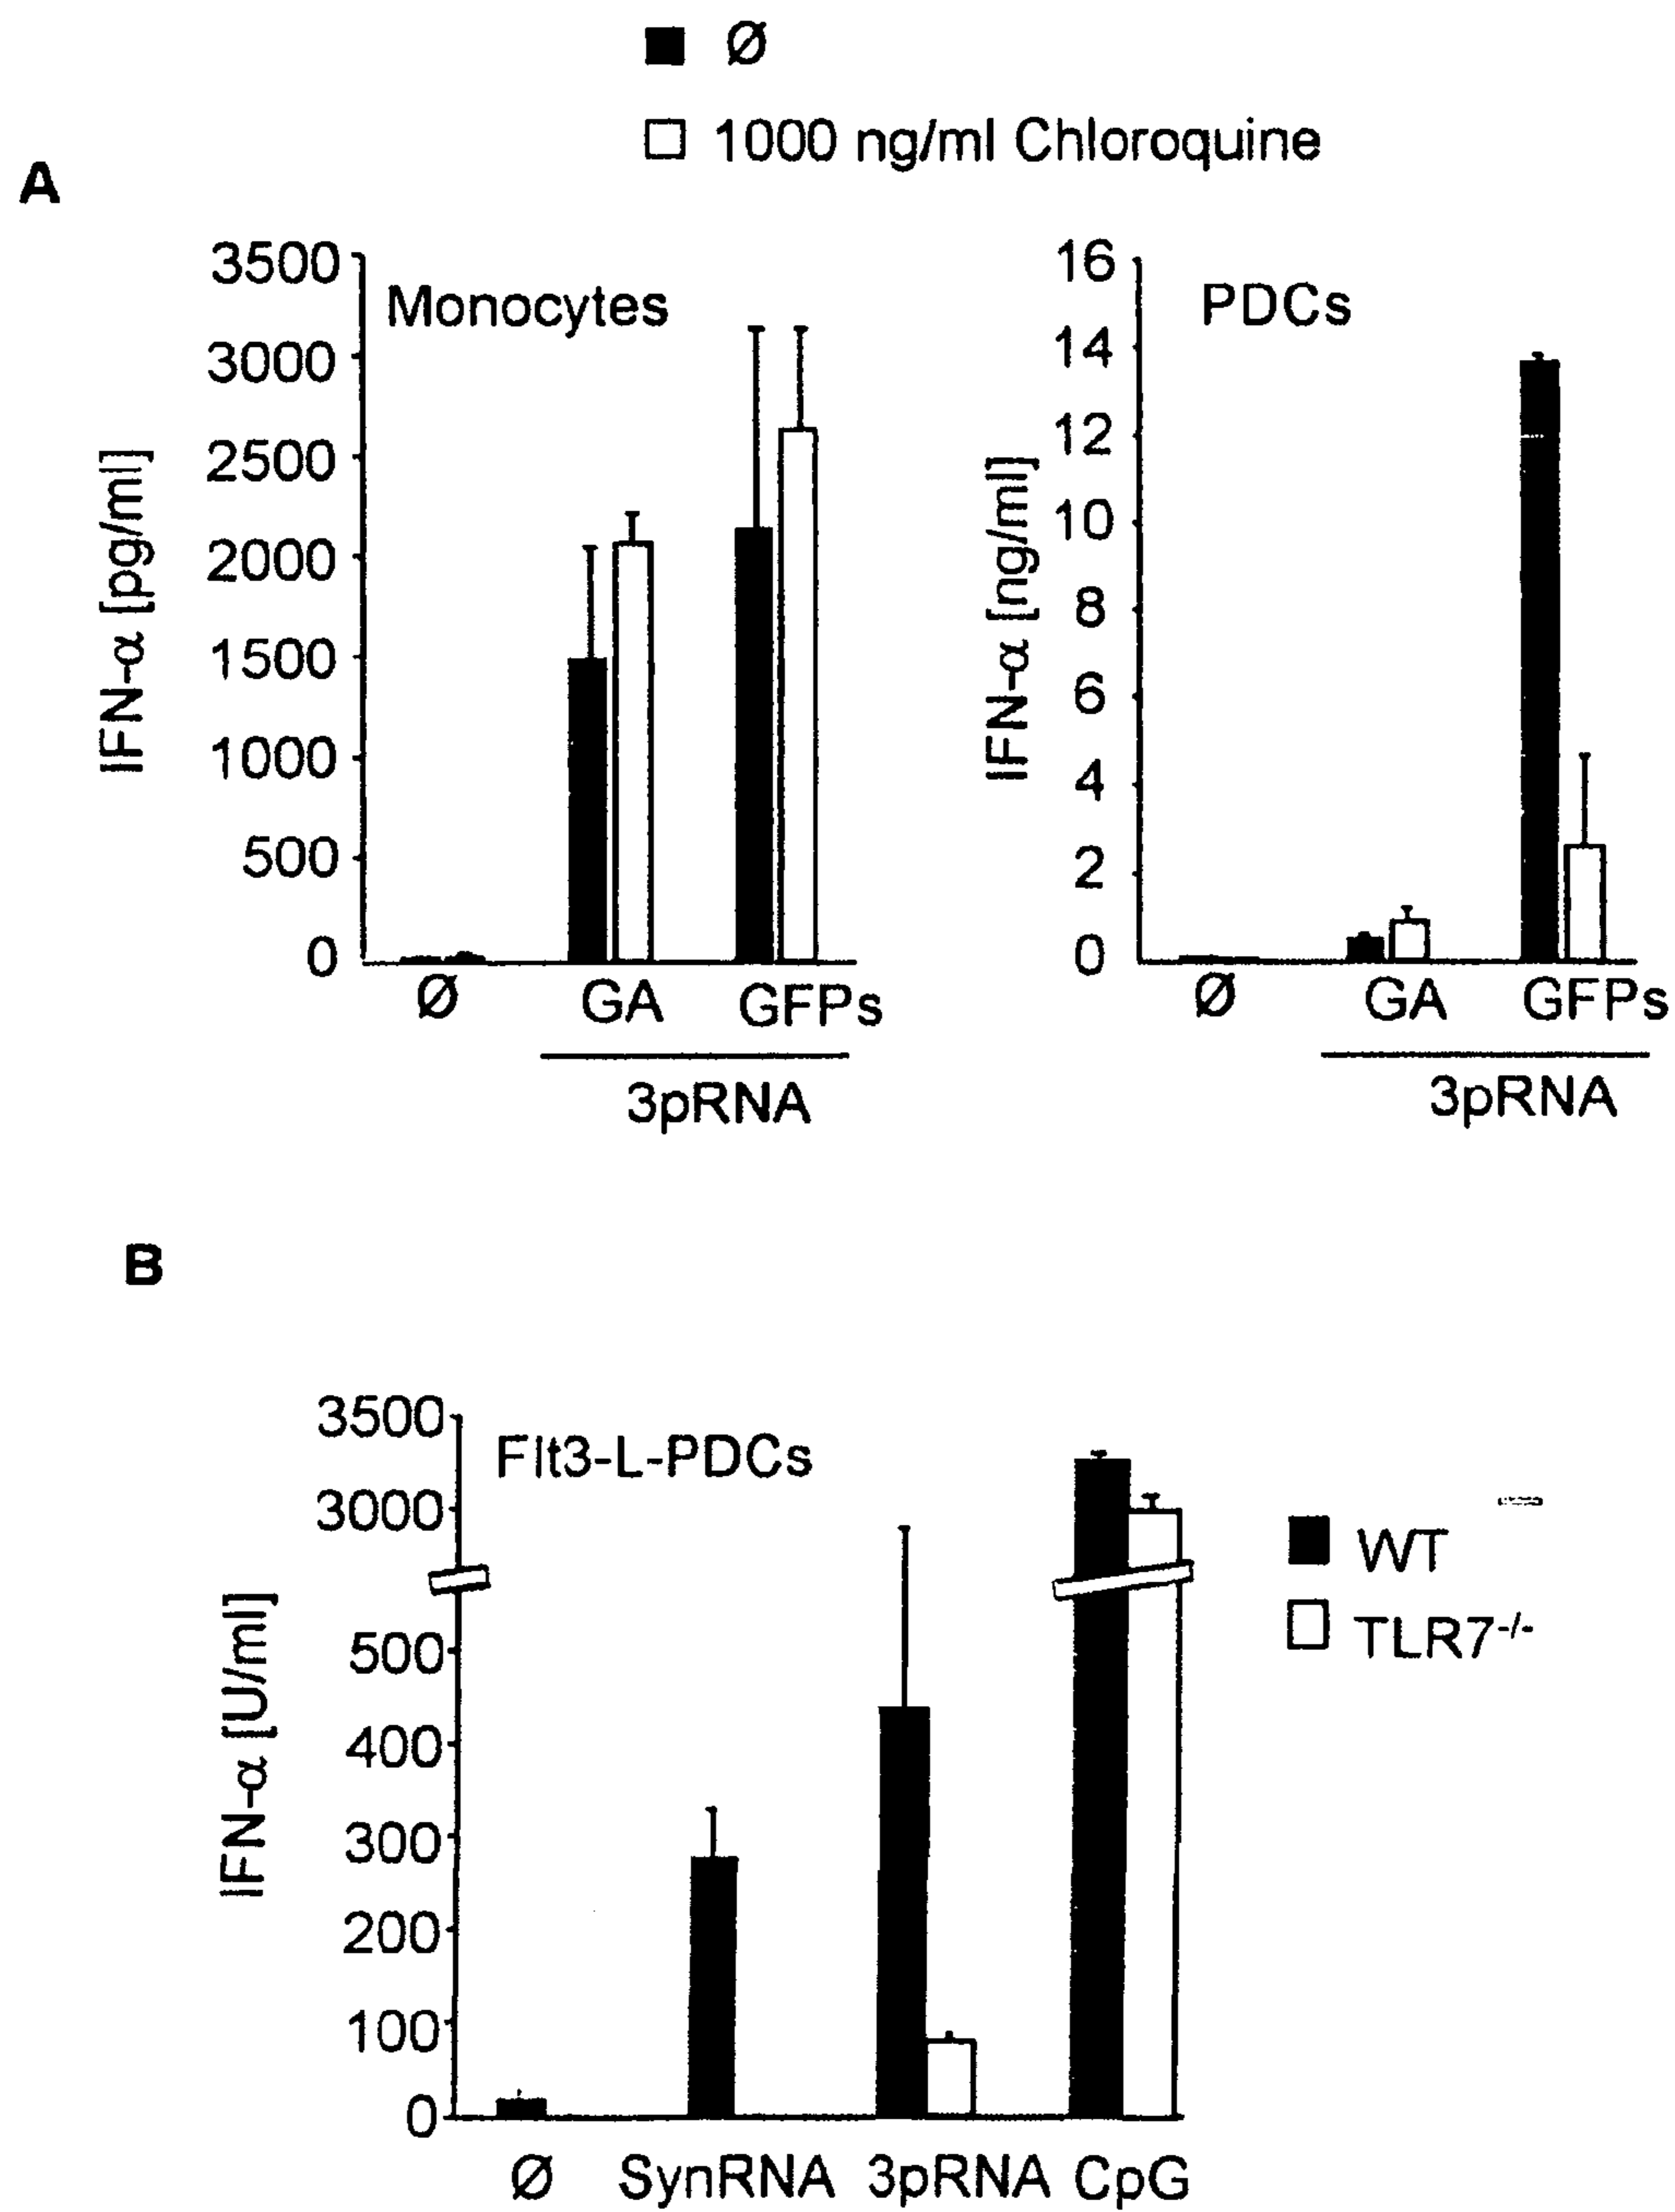 Ø
1000 ng/ml Chloroquine
A
3500
3000
2500
2000
1500
1000
500
0
IFN-α [pg/ml]
Monocytes
Ø GA GFPs
3pRNA
16
14
12
10
8
6
4
2
0
IFN-α [ng/ml]
PDCs
Ø GA GFPs
3pRNA
B
3500
3000
500
400
300
200
100
0
IFN-α [U/ml]
Flt3-L-PDCs
WT
TLR7-/-
Ø SynRNA 3pRNA CpG